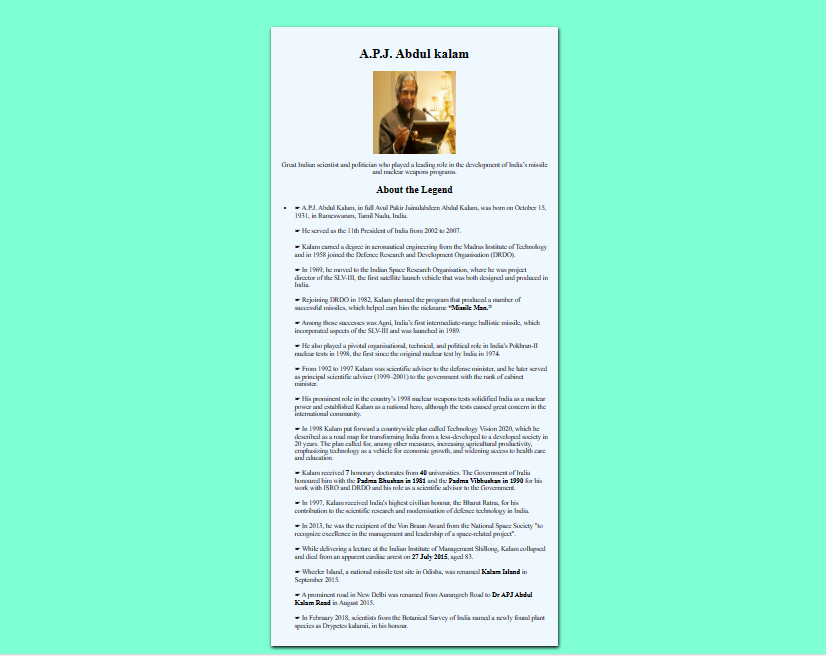 A.P.J. Abdul kalam
Great Indian scientist and politician who played a leading role in the development of India's missile
and nuclear weapons programs.
About the Legend
• ☛ A.P.J. Abdul Kalam, in full Avul Pakir Jainulabdeen Abdul Kalam, was born on October 15,
1931, in Rameswaram, Tamil Nadu, India.
☛ He served as the 11th President of India from 2002 to 2007.
☛ Kalam earned a degree in aeronautical engineering from the Madras Institute of Technology
and in 1958 joined the Defence Research and Development Organisation (DRDO).
☛ In 1969, he moved to the Indian Space Research Organisation, where he was project
director of the SLV-III, the first satellite launch vehicle that was both designed and produced in
India.
☛ Rejoining DRDO in 1982, Kalam planned the program that produced a number of
successful missiles, which helped earn him the nickname “Missile Man.”
☛ Among those successes was Agni, India's first intermediate-range ballistic missile, which
incorporated aspects of the SLV-III and was launched in 1989.
☛ He also played a pivotal organisational, technical, and political role in India's Pokhran-II
nuclear tests in 1998, the first since the original nuclear test by India in 1974.
☛ From 1992 to 1997 Kalam was scientific adviser to the defense minister, and he later served
as principal scientific adviser (1999–2001) to the government with the rank of cabinet
minister.
☛ His prominent role in the country's 1998 nuclear weapons tests solidified India as a nuclear
power and established Kalam as a national hero, although the tests caused great concern in the
international community.
☛ In 1998 Kalam put forward a countrywide plan called Technology Vision 2020, which he
described as a road map for transforming India from a less-developed to a developed society in
20 years. The plan called for, among other measures, increasing agricultural productivity,
emphasizing technology as a vehicle for economic growth, and widening access to health care
and education.
☛ Kalam received 7 honorary doctorates from 40 universities. The Government of India
honoured him with the Padma Bhushan in 1981 and the Padma Vibhushan in 1990 for his
work with ISRO and DRDO and his role as a scientific advisor to the Government.
☛ In 1997, Kalam received India's highest civilian honour, the Bharat Ratna, for his
contribution to the scientific research and modernisation of defence technology in India.
☛ In 2013, he was the recipient of the Von Braun Award from the National Space Society "to
recognize excellence in the management and leadership of a space-related project".
☛ While delivering a lecture at the Indian Institute of Management Shillong, Kalam collapsed
and died from an apparent cardiac arrest on 27 July 2015, aged 83.
☛ Wheeler Island, a national missile test site in Odisha, was renamed Kalam Island in
September 2015.
☛ A prominent road in New Delhi was renamed from Aurangzeb Road to Dr APJ Abdul
Kalam Road in August 2015.
☛ In February 2018, scientists from the Botanical Survey of India named a newly found plant
species as Drypetes kalamii, in his honour.